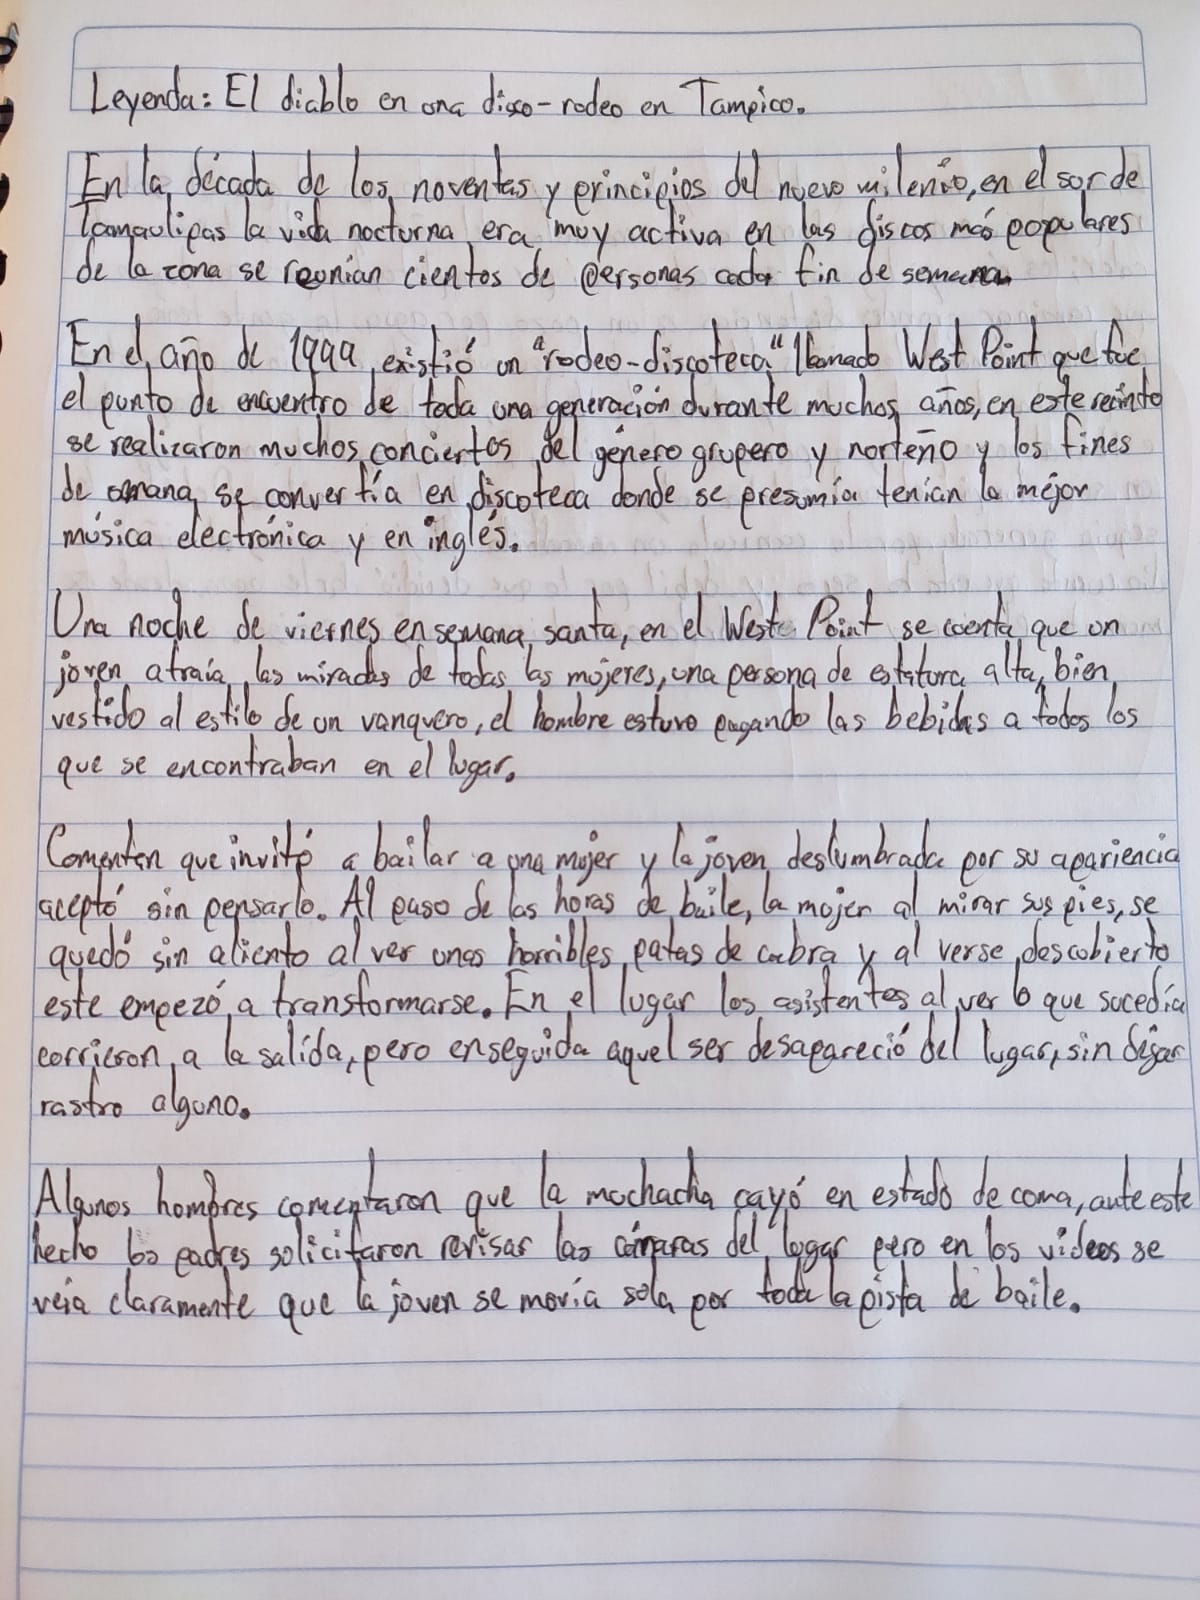 Leyenda: El diablo en una disco-rodeo en Tampico.
En la década de los noventas y principios del nuevo milenio, en el sur de
Tamaulipas la vida nocturna era muy activa en las discos más populares
de la zona se reunían cientos de personas cada fin de semana
En el año de 1999 existió un "rodeo-discoteca" llamado West Point que fue
el punto de encuentro de toda una generación durante muchos años, en este recinto
se realizaron muchos conciertos del género grupero y norteño y los fines
de semana se convertía en discoteca donde se presumía tenían la mejor
música electrónica y en inglés.
Una noche de viernes en semana santa, en el West Point se cuenta que un
joven atraía las miradas de todas las mujeres, una persona de estatura alta, bien
vestido al estilo de un vanquero, el hombre estuvo pagando las bebidas a todos los
que se encontraban en el lugar.
Comentan que invitó a bailar a una mujer y la joven deslumbrada por su apariencia
aceptó sin pensarlo. Al paso de las horas de baile, la mujer al mirar sus pies, se
quedó sin aliento al ver unas horribles patas de cabra y al verse descubierto
este empezó a transformarse. En el lugar los asistentes al ver lo que sucedía
corrieron a la salida, pero enseguida aquel ser desapareció del lugar, sin dejar
rastro alguno.
Algunos hombres comentaron que la muchacha cayó en estado de coma, ante este
hecho los padres solicitaron revisar las cámaras del lugar pero en los videos se
veía claramente que la joven se movía sola por toda la pista de baile.